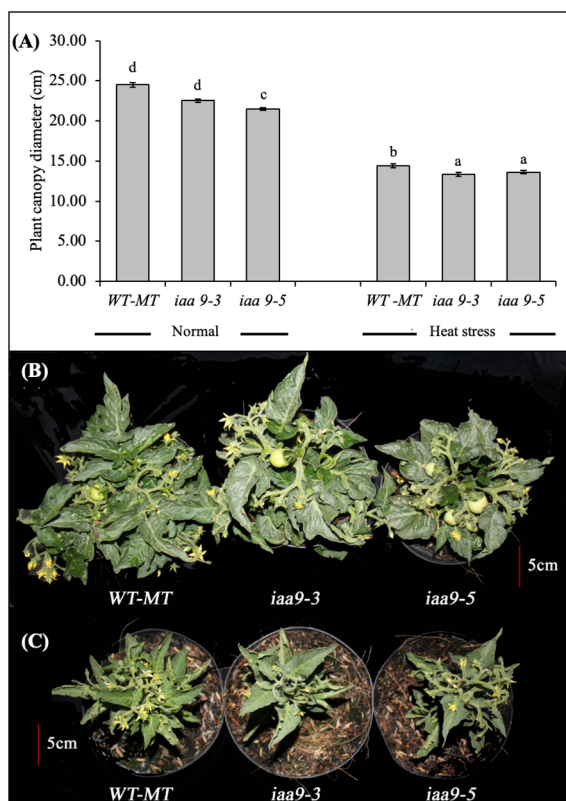 (A)
Plant canopy diameter (cm)
30.00
25.00
20.00
15.00
10.00
5.00
0.00
d d c b a a
WT-MT iaa 9-3 iaa 9-5 WT -MT iaa 9-3 iaa 9-5
Normal Heat stress
(B)
5cm
WT-MT iaa9-3 iaa9-5
(C)
5cm
WT-MT iaa9-3 iaa9-5